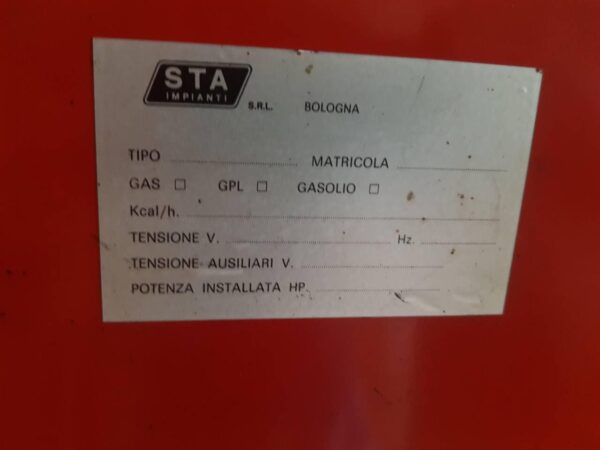 STA
IMPIANTI
S.R.L. BOLOGNA
TIPO MATRICOLA
GAS GPL GASOLIO
Kcal/h.
TENSIONE V. Hz.
TENSIONE AUSILIARI V.
POTENZA INSTALLATA HP.